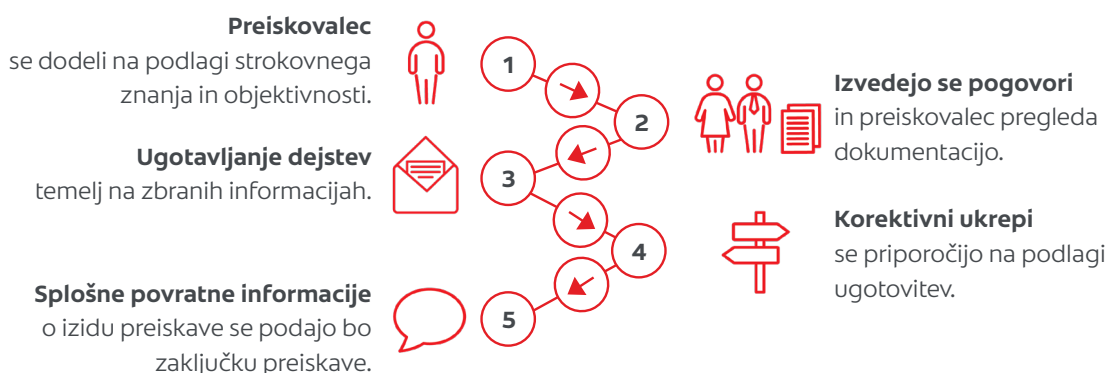 Preiskovalec
se dodeli na podlagi strokovnega
znanja in objektivnosti.
1
2
Izvedejo se pogovori
in preiskovalec pregleda
dokumentacijo.
Ugotavljanje dejstev
temelj na zbranih informacijah.
3
4
Korektivni ukrepi
se priporočijo na podlagi
ugotovitev.
Splošne povratne informacije
o izidu preiskave se podajo bo
zaključku preiskave.
5